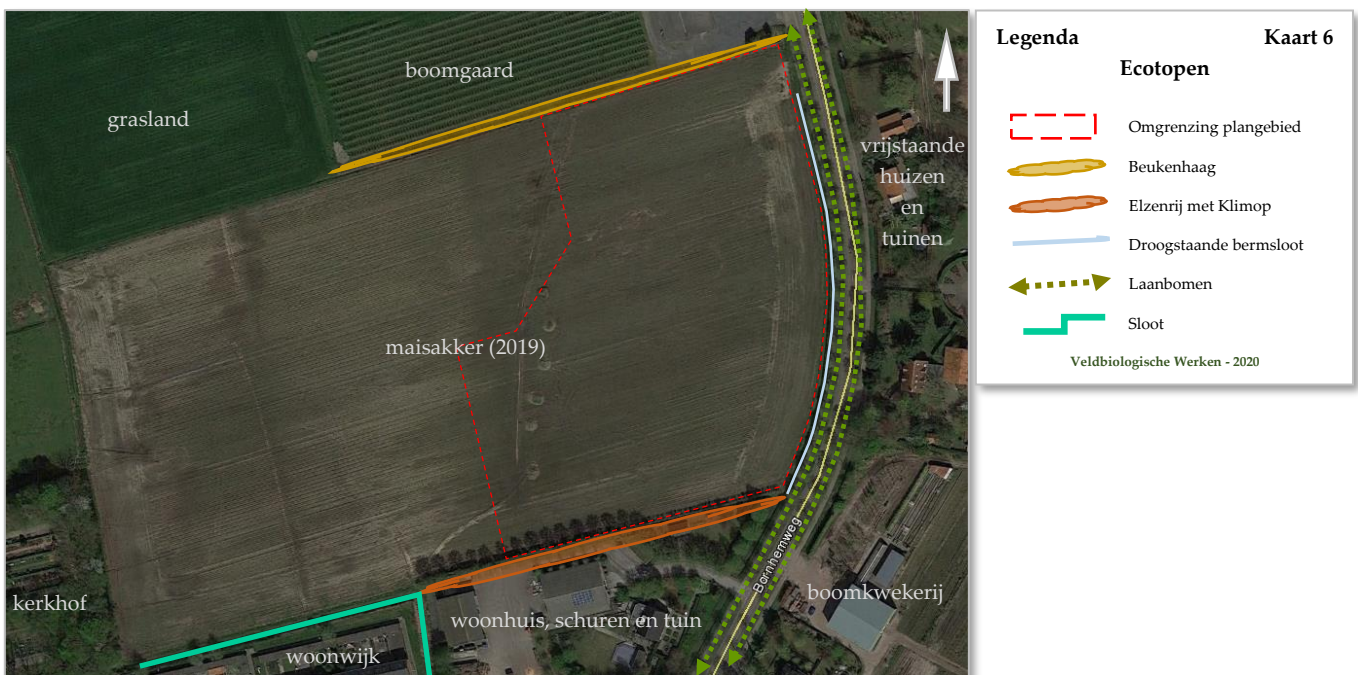 boomgaard
grasland
vrijstaande
huizen
en
tuinen
maisakker (2019)
Bornhemweg
kerkhof
boomkwekerij
woonhuis, schuren en tuin
woonwijk
Legenda Kaart 6
Ecotopen
Omgrenzing plangebied
Beukenhaag
Elzenrij met Klimop
Droogstaande bermsloot
Laanbomen
Sloot
Veldbiologische Werken - 2020